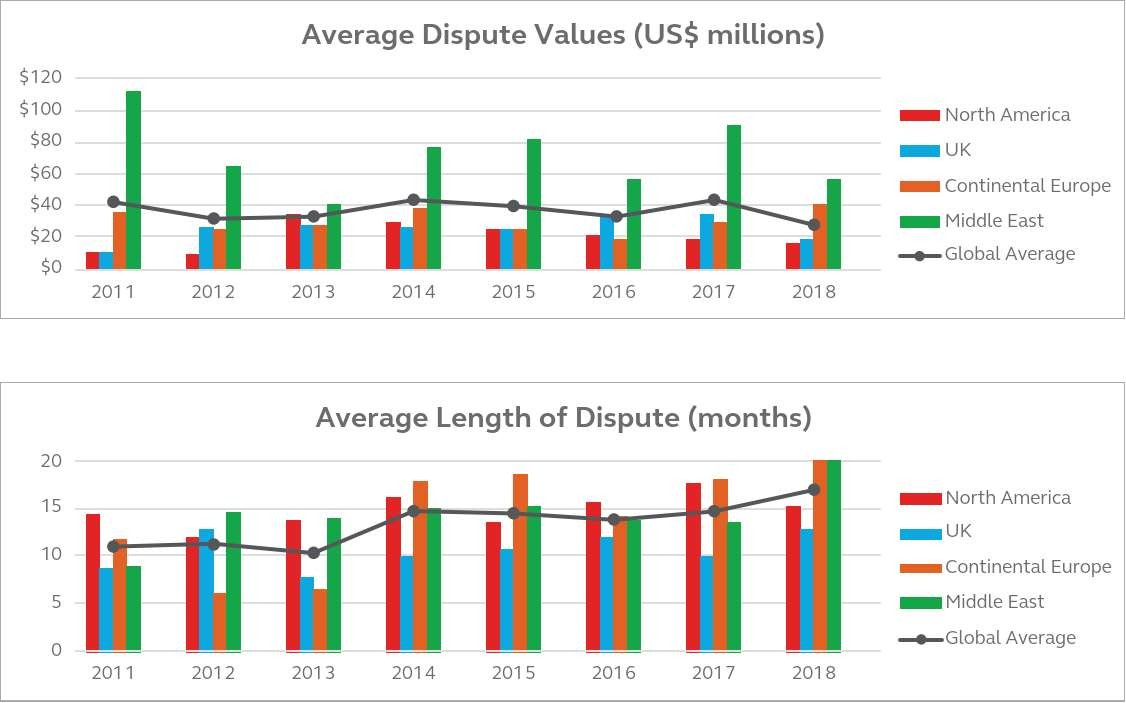 Average Dispute Values (US$ millions)
$120
$100
$80
$60
$40
$20
$0
2011 2012 2013 2014 2015 2016 2017 2018
North America
UK
Continental Europe
Middle East
Global Average
Average Length of Dispute (months)
20
15
10
5
0
2011 2012 2013 2014 2015 2016 2017 2018
North America
UK
Continental Europe
Middle East
Global Average